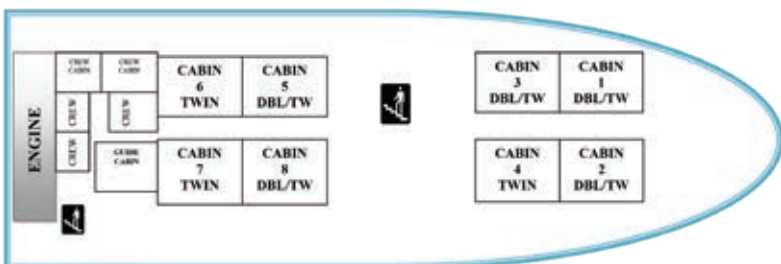 ENGINE
CREW
CABIN
CREW
CABIN
CREW
CREW
CREW
GUIDE
CABIN
CABIN
6
TWIN
CABIN
5
DBL/TW
CABIN
7
TWIN
CABIN
8
DBL/TW
CABIN
3
DBL/TW
CABIN
1
DBL/TW
CABIN
4
TWIN
CABIN
2
DBL/TW